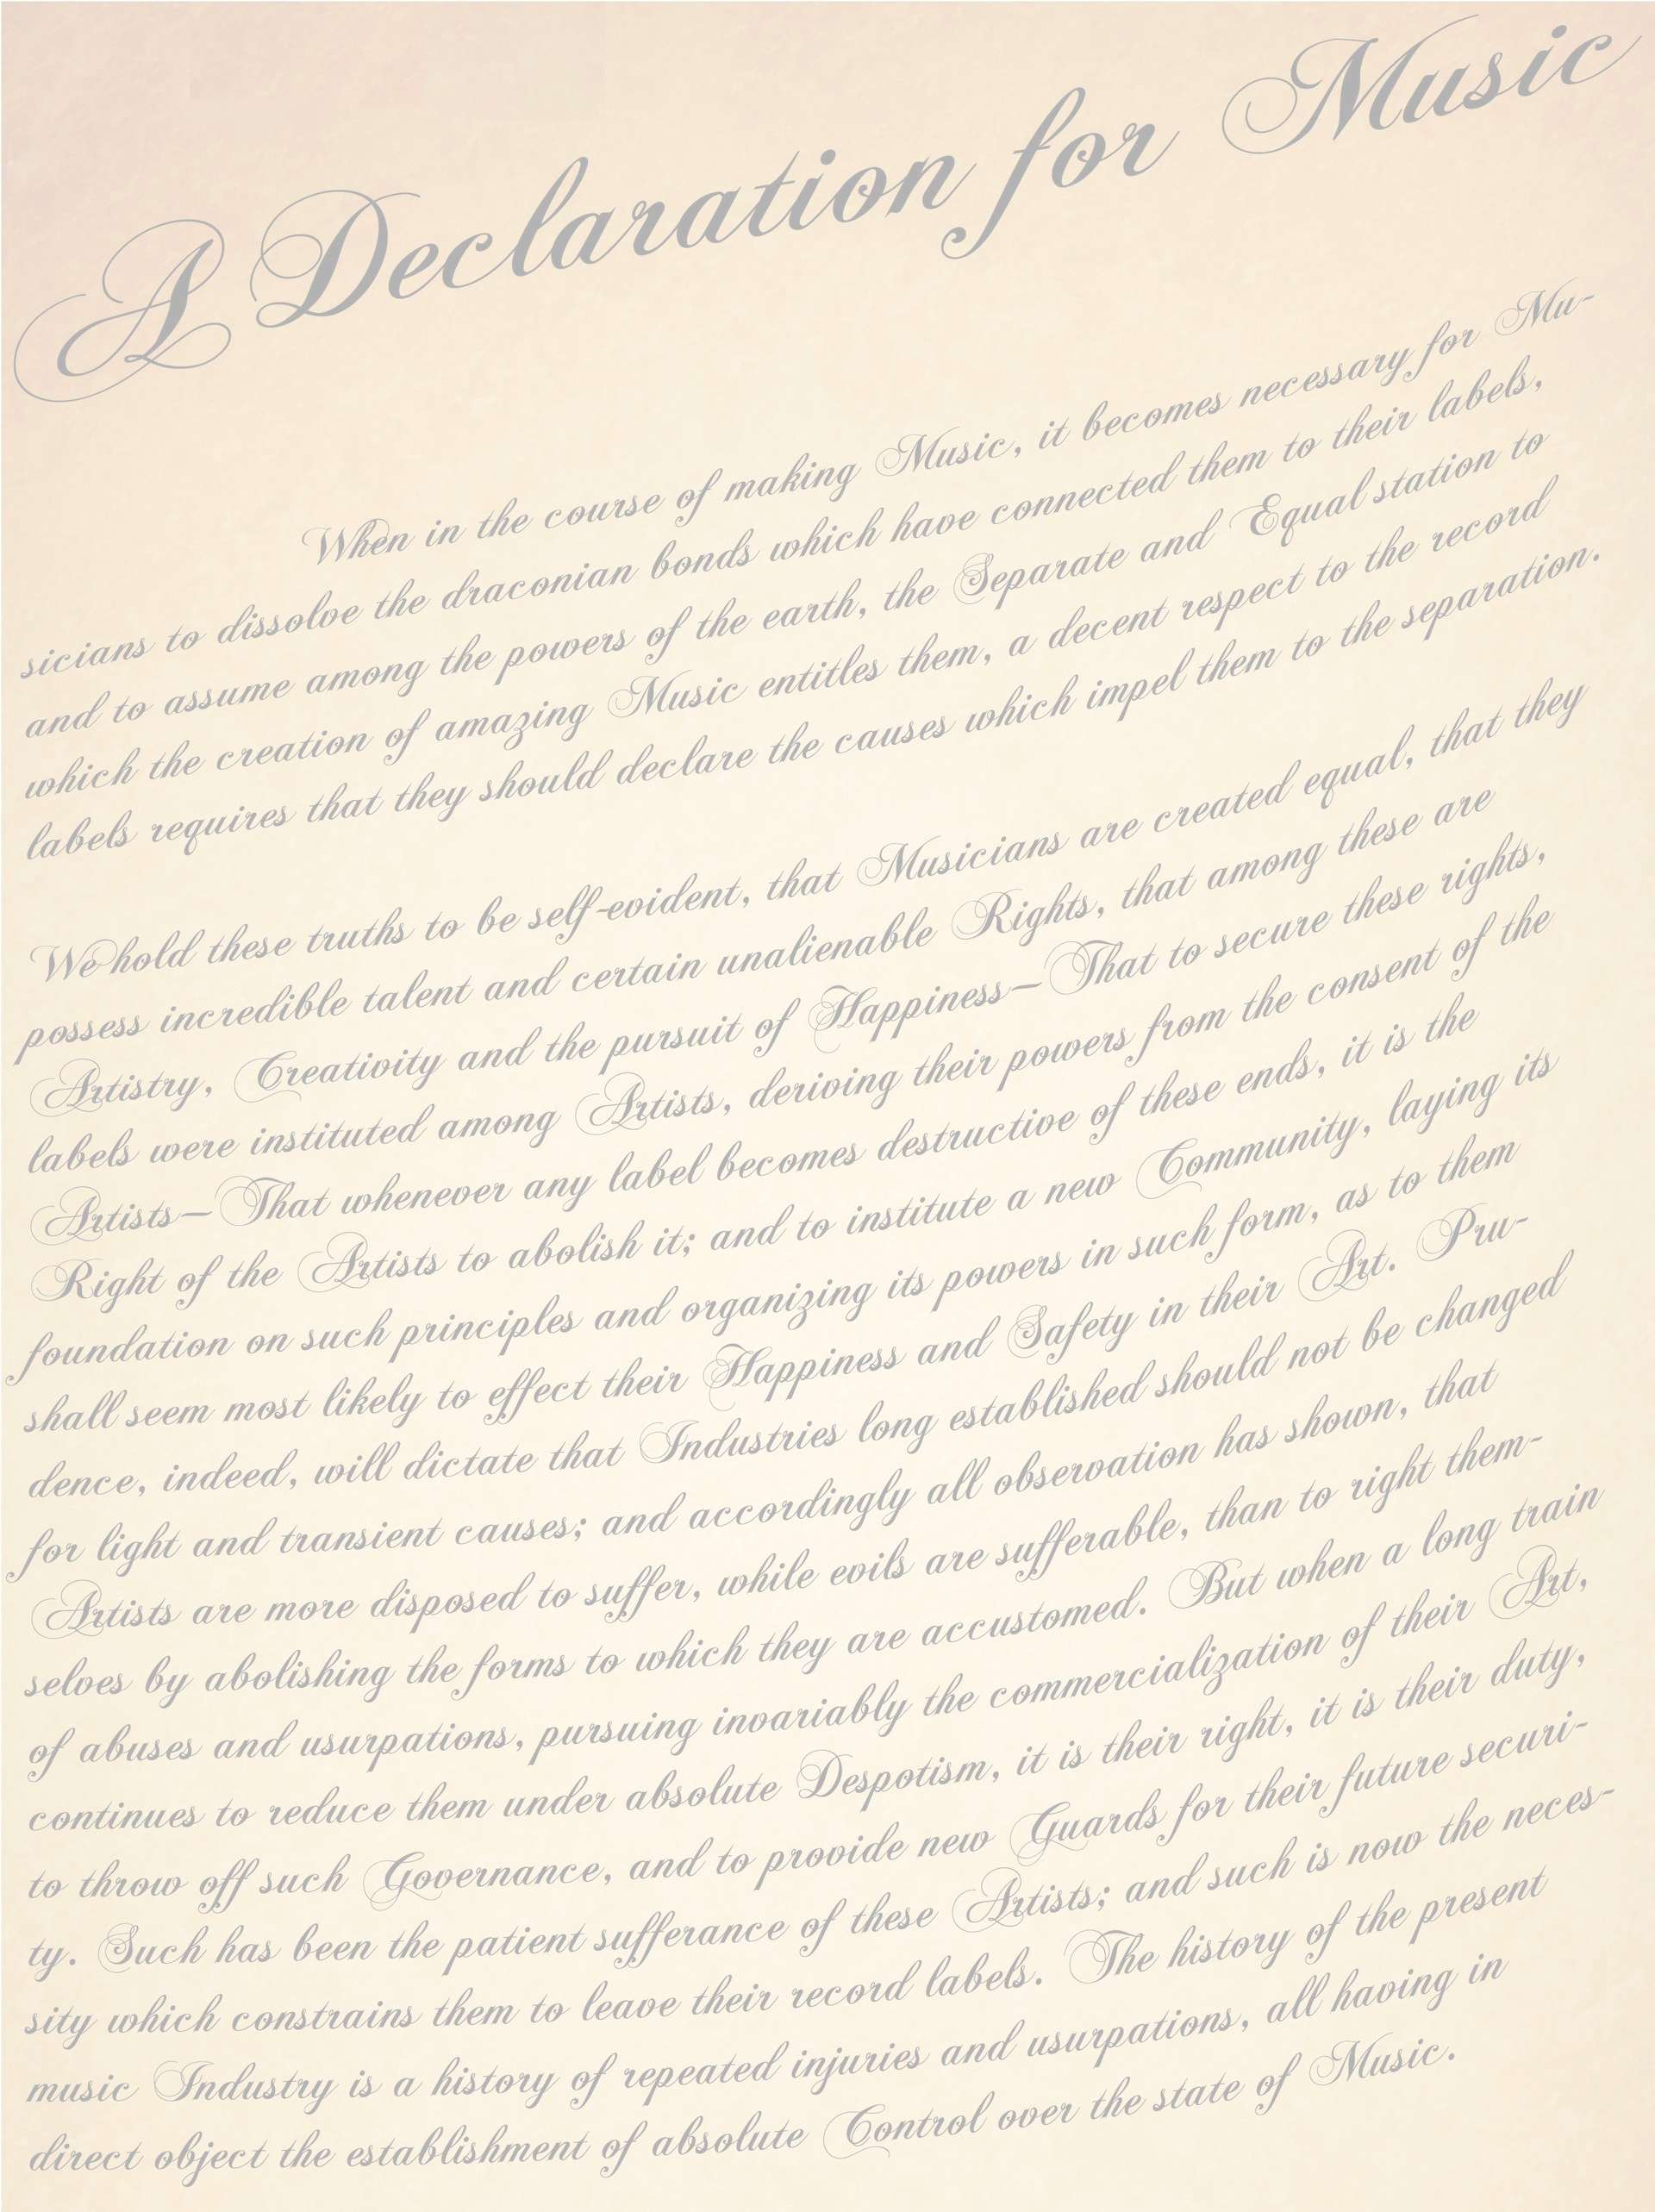 A Declaration for Music
When in the course of making Music, it becomes necessary for Mu-
sicians to dissolve the draconian bonds which have connected them to their labels,
and to assume among the powers of the earth, the Separate and Equal station to
which the creation of amazing Music entitles them, a decent respect to the record
labels requires that they should declare the causes which impel them to the separation.
We hold these truths to be self-evident, that Musicians are created equal, that they
possess incredible talent and certain unalienable Rights, that among these are
Artistry, Creativity and the pursuit of Happiness—That to secure these rights,
labels were instituted among Artists, deriving their powers from the consent of the
Artists—That whenever any label becomes destructive of these ends, it is the
Right of the Artists to abolish it; and to institute a new Community, laying its
foundation on such principles and organizing its powers in such form, as to them
shall seem most likely to effect their Happiness and Safety in their Art. Pru-
dence, indeed, will dictate that Industries long established should not be changed
for light and transient causes; and accordingly all observation has shown, that
Artists are more disposed to suffer, while evils are sufferable, than to right them-
selves by abolishing the forms to which they are accustomed. But when a long train
of abuses and usurpations, pursuing invariably the commercialization of their Art,
continues to reduce them under absolute Despotism, it is their right, it is their duty,
to throw off such Governance, and to provide new Guards for their future securi-
ty. Such has been the patient sufferance of these Artists; and such is now the neces-
sity which constrains them to leave their record labels. The history of the present
music Industry is a history of repeated injuries and usurpations, all having in
direct object the establishment of absolute Control over the state of Music.